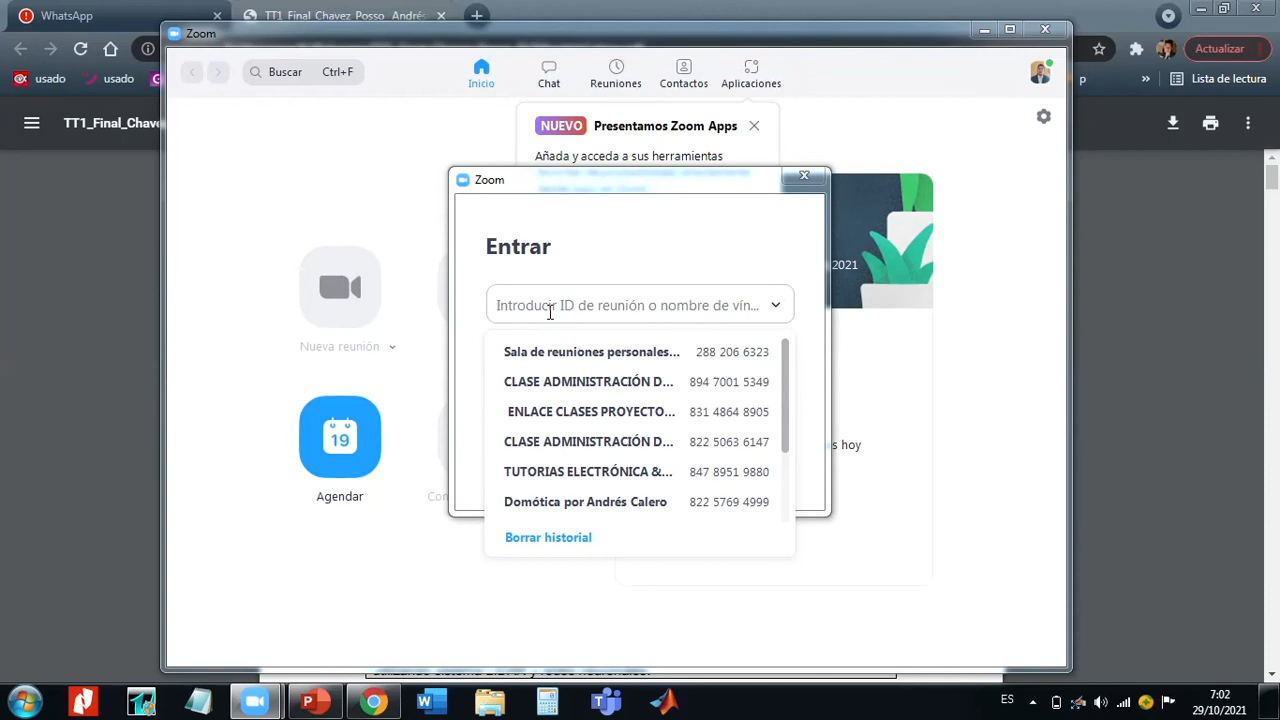 WhatsApp
TT1_Final_Chavez_Posso_Andrés
Zoom
Actualizar
usado
usado
p
Lista de lectura
Buscar Ctrl+F
Inicio
Chat
Reuniones
Contactos
Aplicaciones
TT1_Final_Chave
NUEVO Presentamos Zoom Apps
Añada y acceda a sus herramientas
Zoom
Entrar
2021
Introducir ID de reunión o nombre de vín...
Nueva reunión
Sala de reuniones personales... 288 206 6323
CLASE ADMINISTRACIÓN D... 894 7001 5349
ENLACE CLASES PROYECTO... 831 4864 8905
CLASE ADMINISTRACIÓN D... 822 5063 6147
s hoy
19
TUTORIAS ELECTRÓNICA &... 847 8951 9880
Agendar
Domótica por Andrés Calero 822 5769 4999
Borrar historial
ES
7:02
29/10/2021